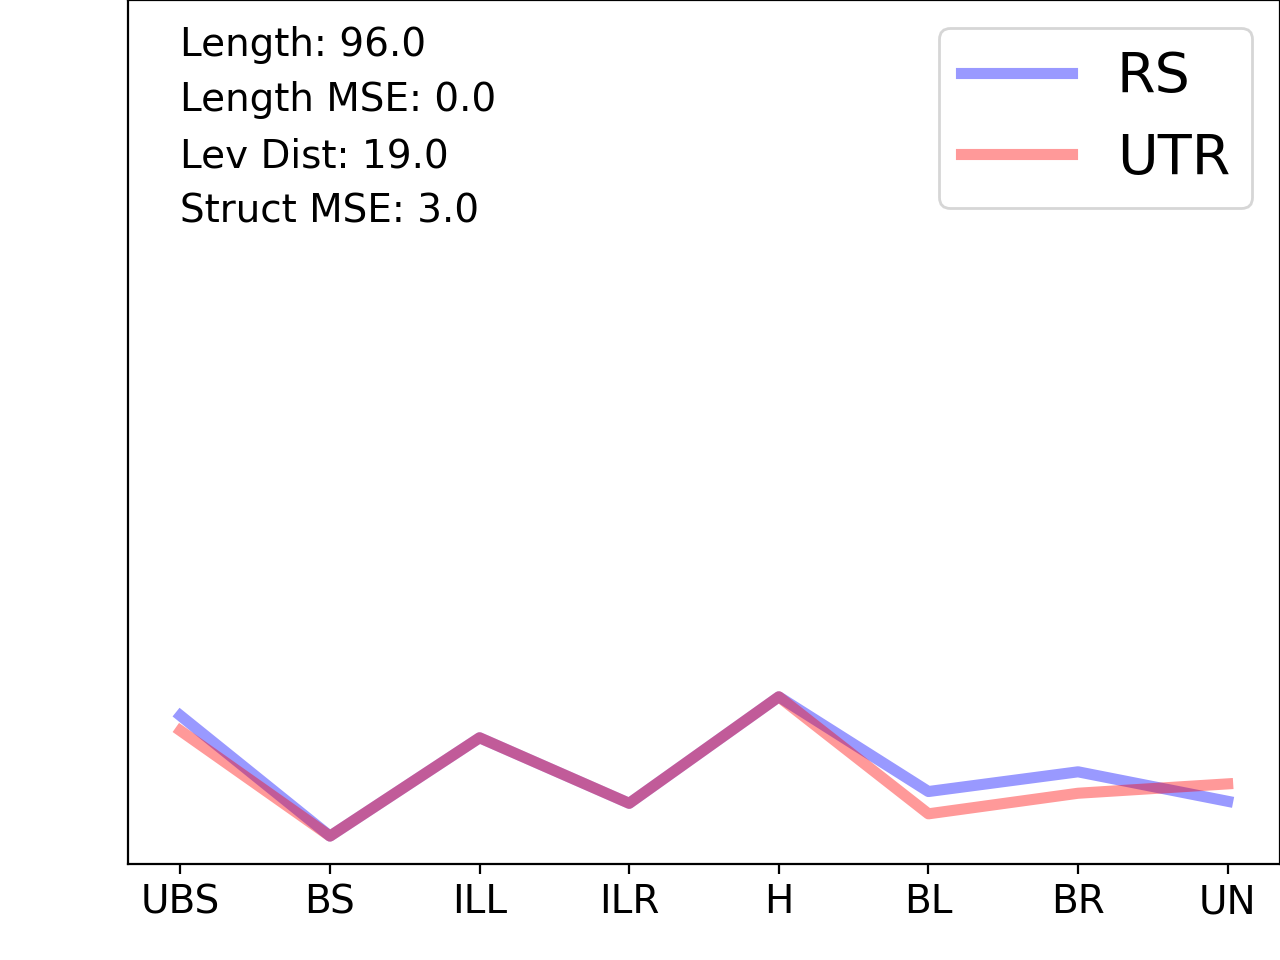 Length: 96.0
Length MSE: 0.0
Lev Dist: 19.0
Struct MSE: 3.0
RS
UTR
UBS BS ILL ILR H BL BR UN